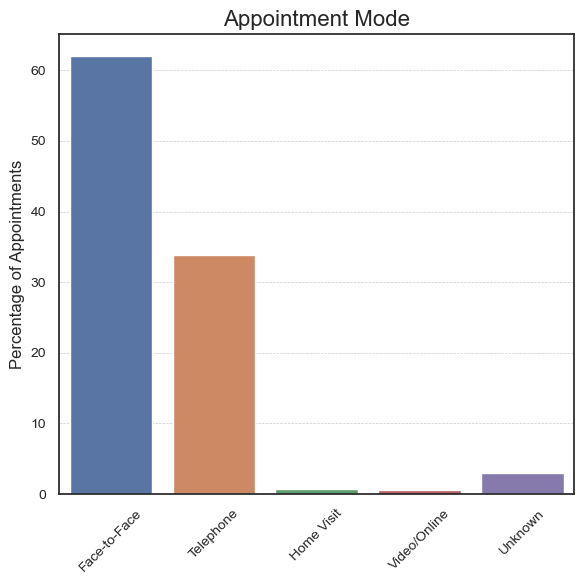 Appointment Mode
Percentage of Appointments
60
50
40
30
20
10
0
Face-to-Face
Telephone
Home Visit
Video/Online
Unknown